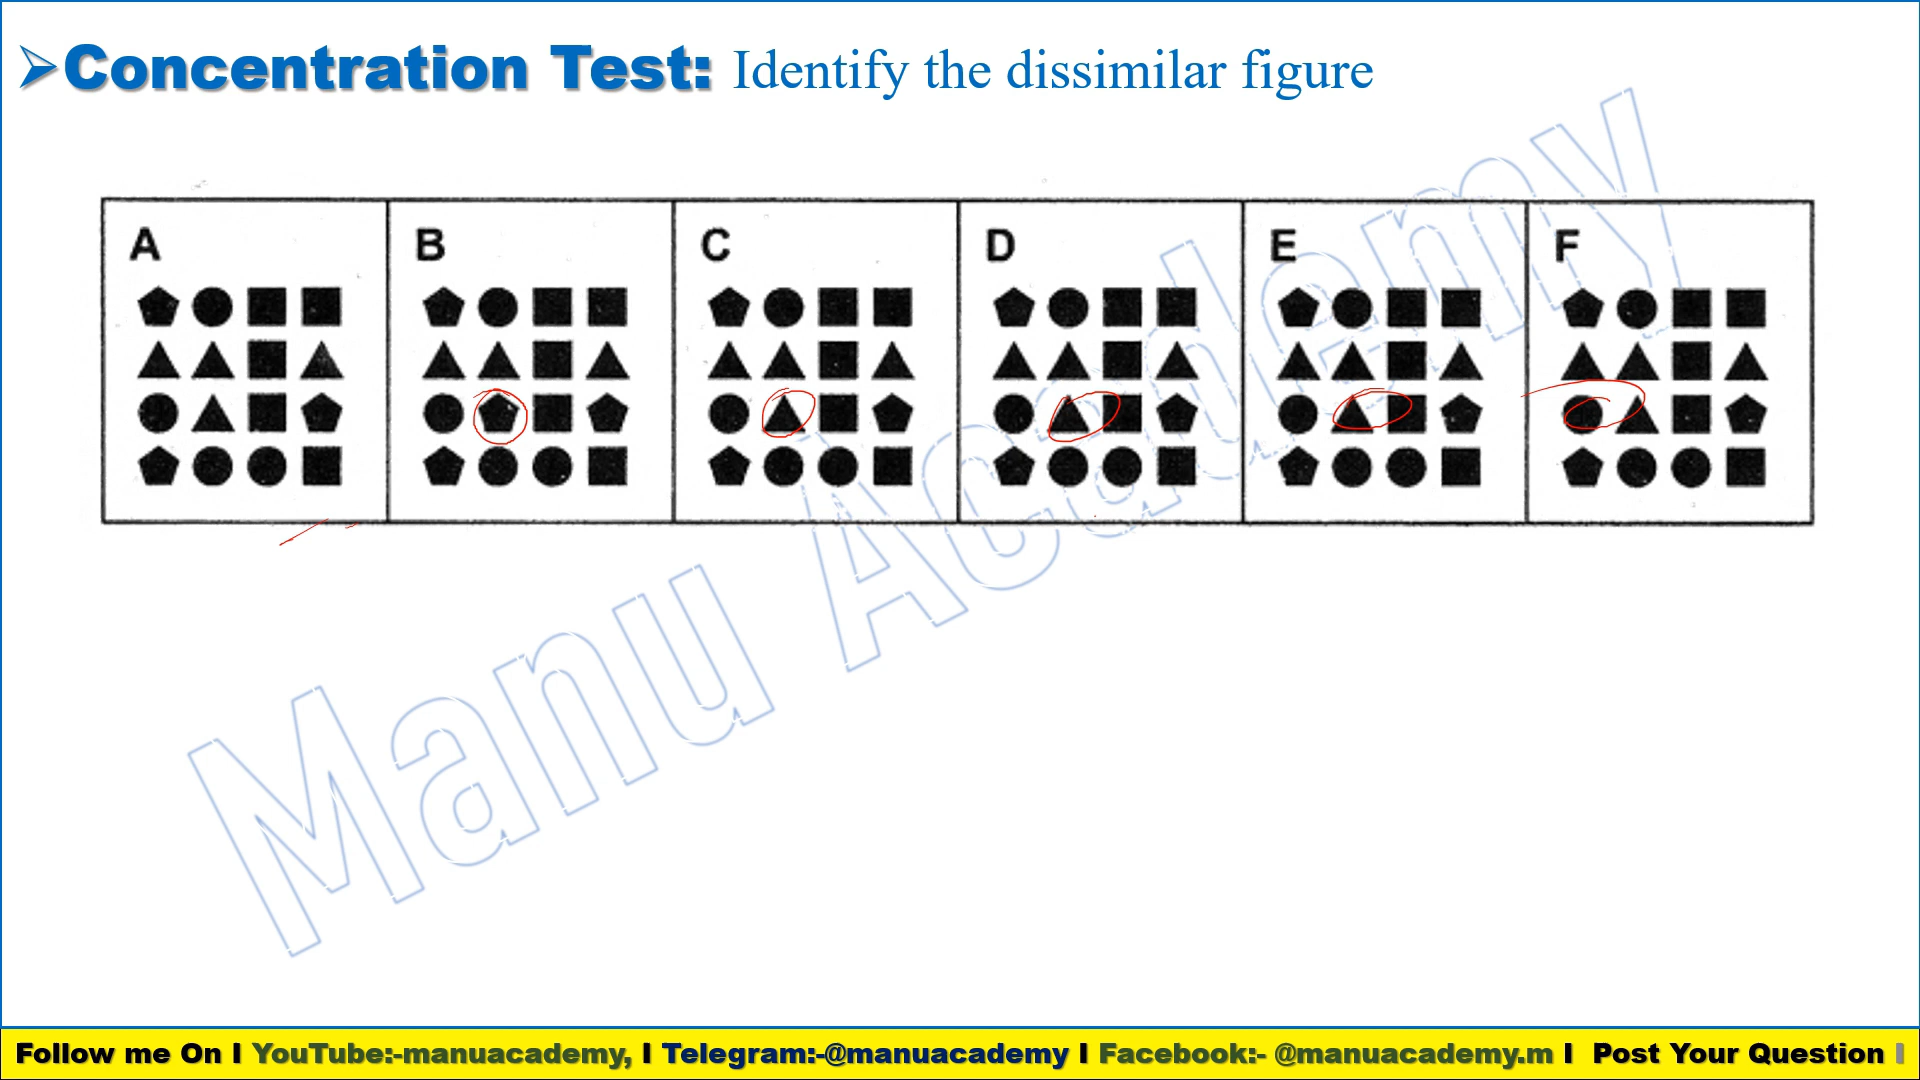 ➢Concentration Test: Identify the dissimilar figure
A B C D E F
Manu Academy
Follow me On I YouTube:-manuacademy, I Telegram:-@manuacademy I Facebook:- @manuacademy.m I Post Your Question I